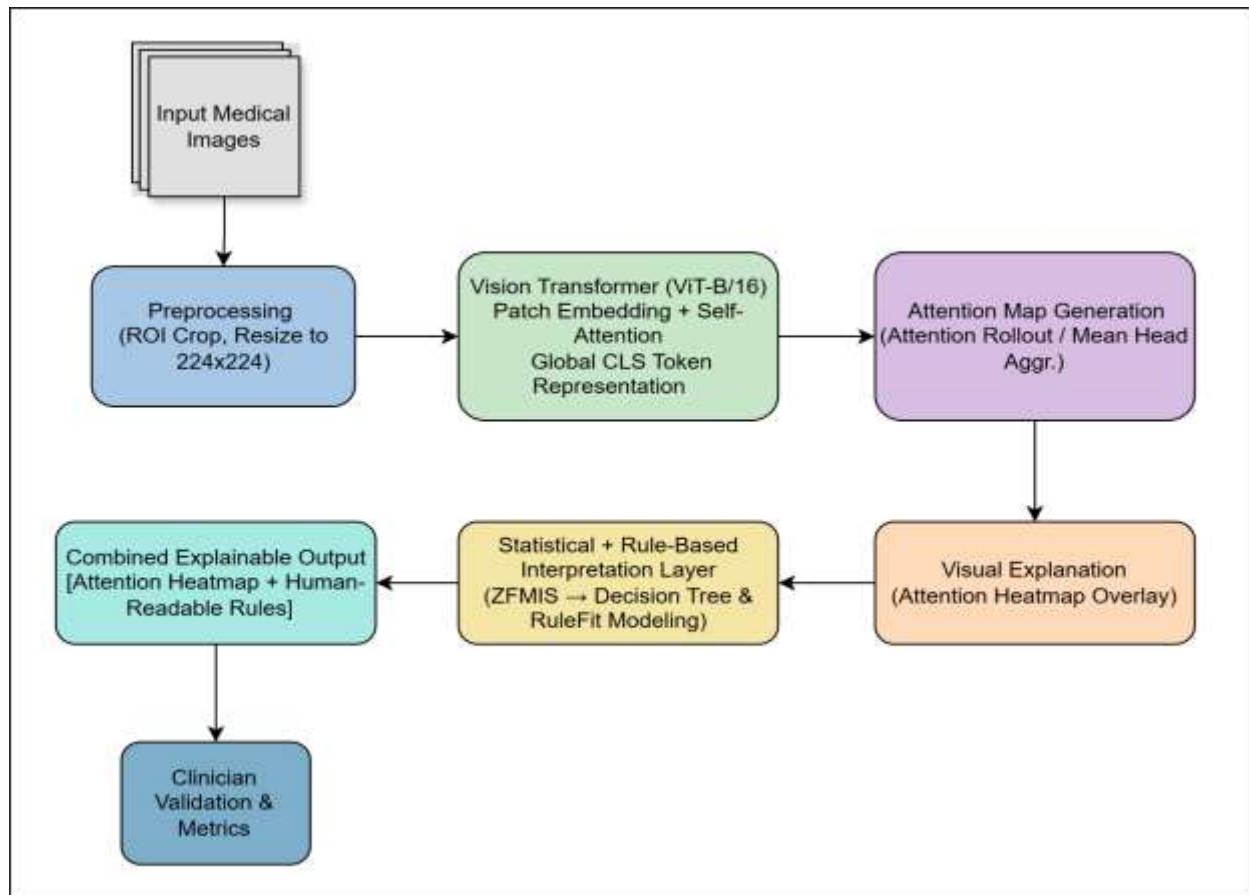 Input Medical
Images
Preprocessing
(ROI Crop, Resize to
224x224)
Vision Transformer (ViT-B/16)
Patch Embedding + Self-
Attention
Global CLS Token
Representation
Attention Map Generation
(Attention Rollout / Mean Head
Aggr.)
Visual Explanation
(Attention Heatmap Overlay)
Statistical + Rule-Based
Interpretation Layer
(ZFMIS → Decision Tree &
RuleFit Modeling)
Combined Explainable Output
[Attention Heatmap + Human-
Readable Rules]
Clinician
Validation &
Metrics